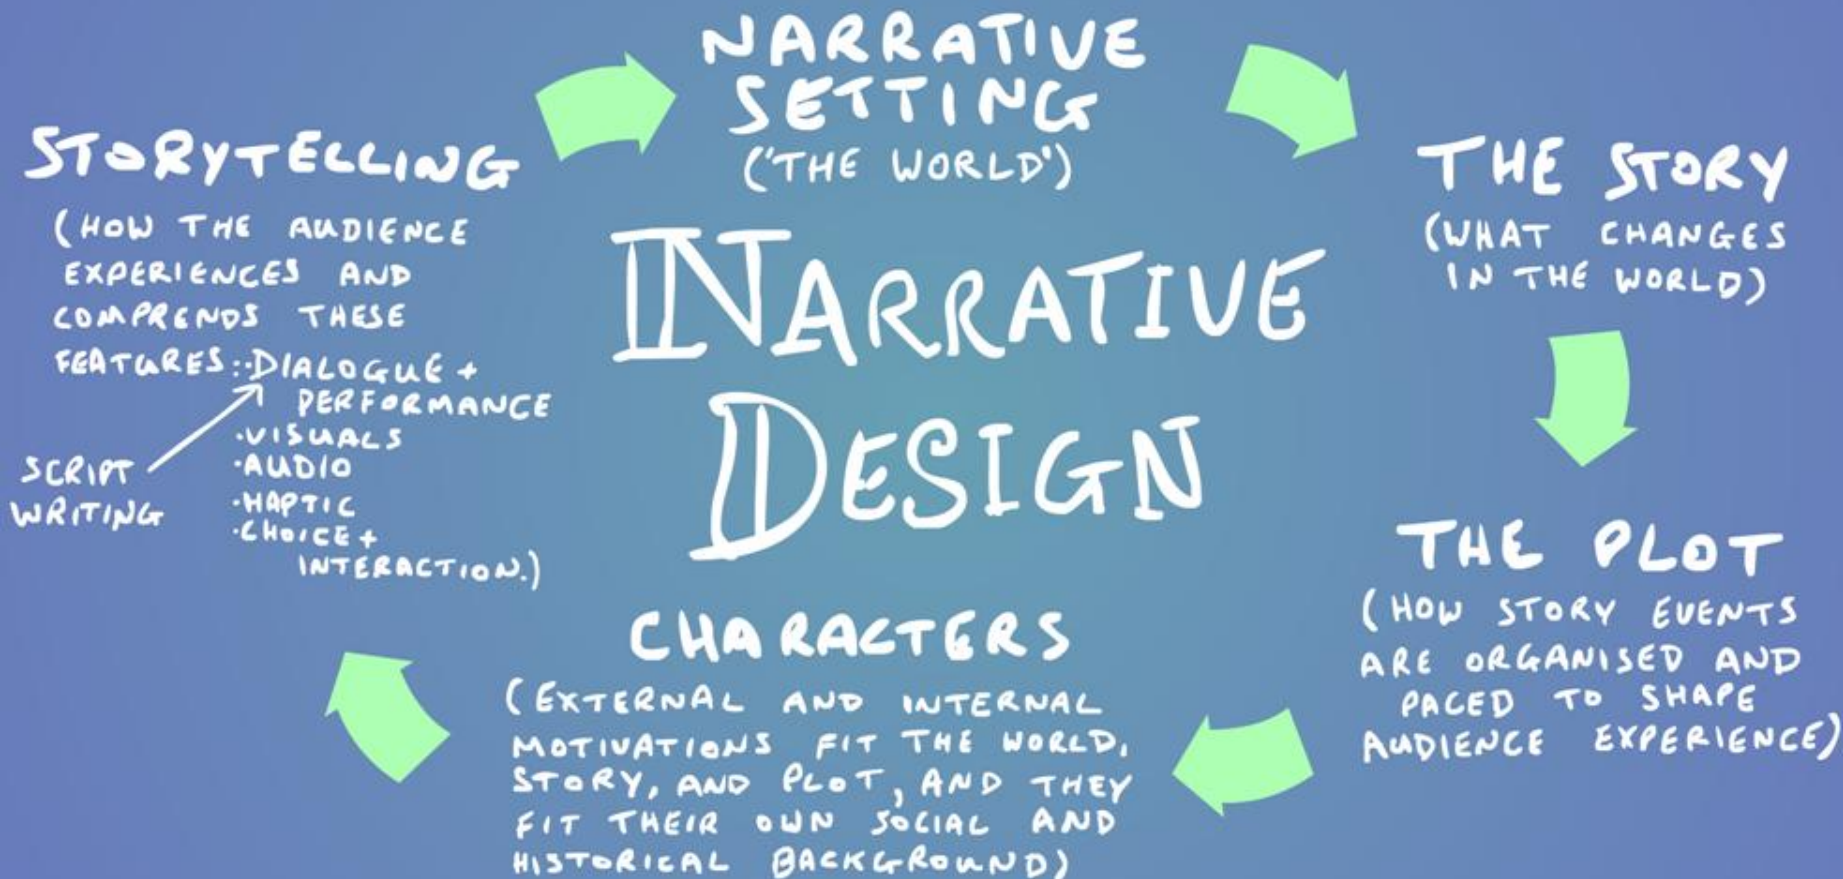 NARRATIVE
SETTING
('THE WORLD')
THE STORY
(WHAT CHANGES
IN THE WORLD)
THE PLOT
(HOW STORY EVENTS
ARE ORGANISED AND
PACED TO SHAPE
AUDIENCE EXPERIENCE)
CHARACTERS
(EXTERNAL AND INTERNAL
MOTIVATIONS FIT THE WORLD,
STORY, AND PLOT, AND THEY
FIT THEIR OWN SOCIAL AND
HISTORICAL BACKGROUND)
STORYTELLING
(HOW THE AUDIENCE
EXPERIENCES AND
COMPRENDS THESE
FEATURES: ·DIALOGUE +
PERFORMANCE
·VISUALS
·AUDIO
·HAPTIC
·CHOICE +
INTERACTION.)
SCRIPT
WRITING
NARRATIVE
DESIGN